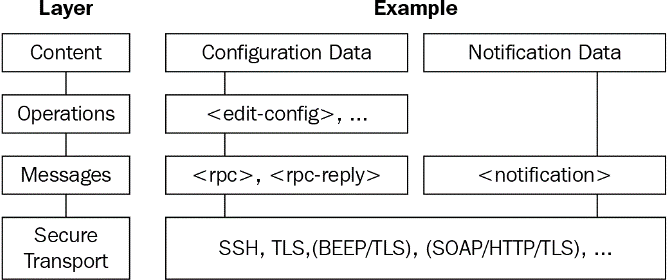 Layer Example
Content Configuration Data Notification Data
Operations <edit-config>, ...
Messages <rpc>, <rpc-reply> <notification>
Secure
Transport
SSH, TLS,(BEEP/TLS), (SOAP/HTTP/TLS), ...